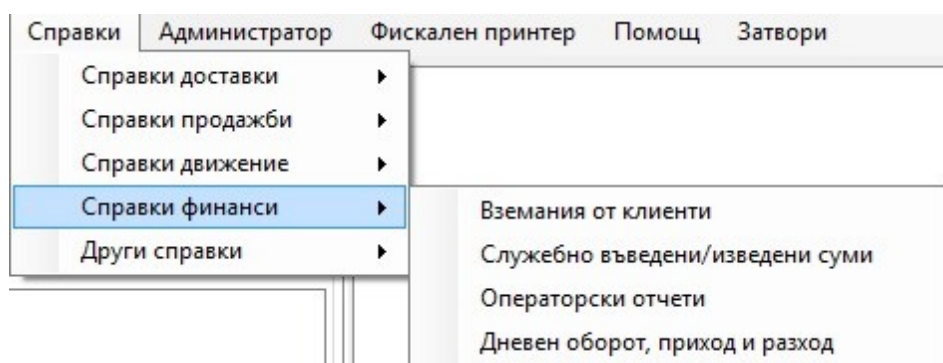 Справки Администратор Фискален принтер Помощ Затвори
Справки доставки
Справки продажби
Справки движение
Справки финанси
Други справки
Вземания от клиенти
Служебно въведени/изведени суми
Операторски отчети
Дневен оборот, приход и разход